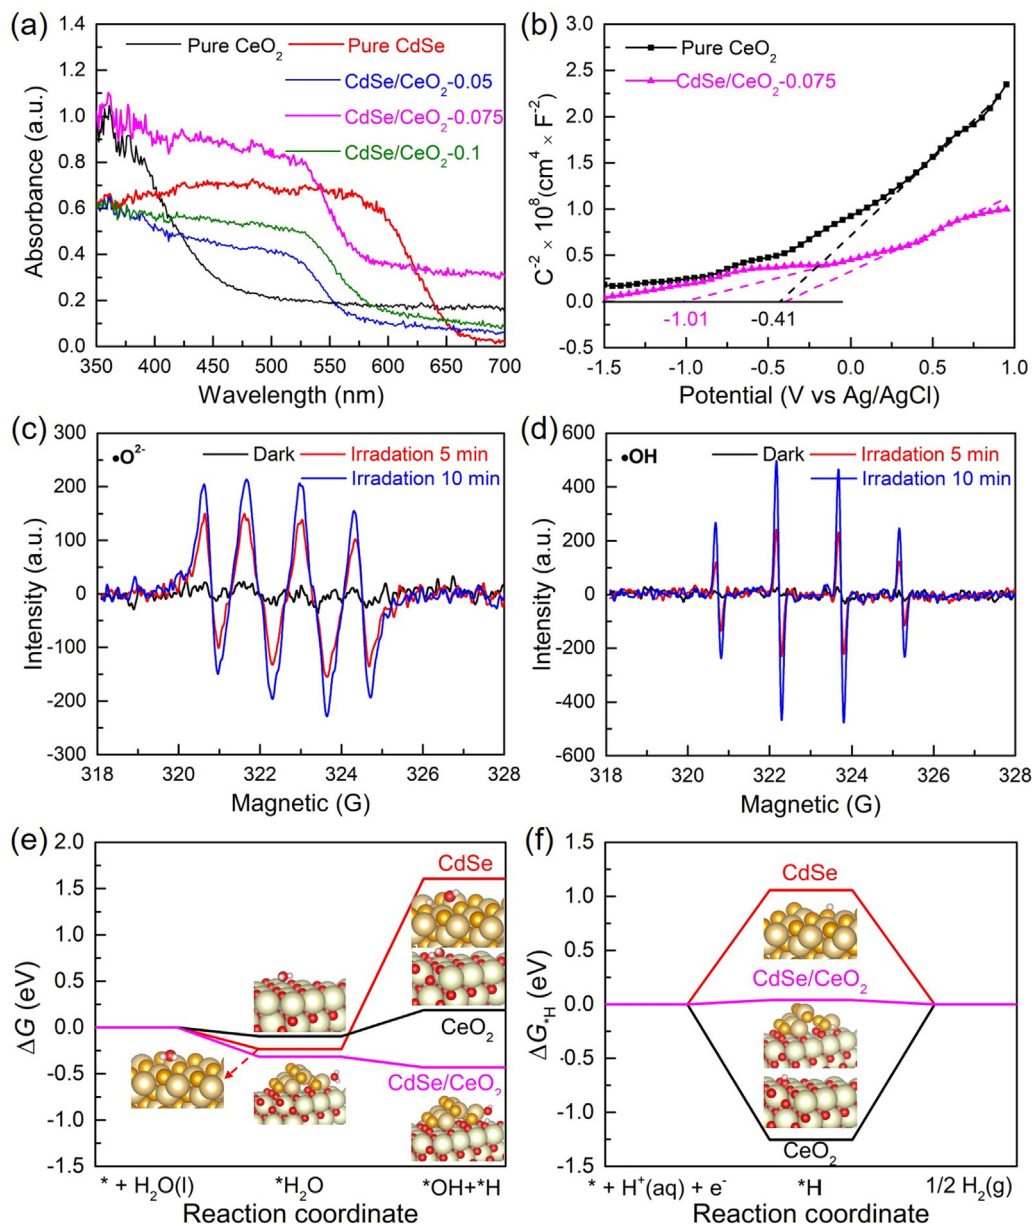 (a)
Pure CeO₂ Pure CdSe
CdSe/CeO₂-0.05
CdSe/CeO₂-0.075
CdSe/CeO₂-0.1
Absorbance (a.u.)
1.4
1.2
1.0
0.8
0.6
0.4
0.2
0.0
350 400 450 500 550 600 650 700
Wavelength (nm)
(b)
Pure CeO₂
CdSe/CeO₂-0.075
C⁻² × 10⁸(cm⁴ × F⁻²)
3.0
2.5
2.0
1.5
1.0
0.5
0.0
-0.5
-1.01 -0.41
-1.5 -1.0 -0.5 0.0 0.5 1.0
Potential (V vs Ag/AgCl)
(c)
•O²⁻
Dark Irradiation 5 min
Irradiation 10 min
Intensity (a.u.)
300
200
100
0
-100
-200
-300
318 320 322 324 326 328
Magnetic (G)
(d)
•OH
Dark Irradiation 5 min
Irradiation 10 min
Intensity (a.u.)
600
400
200
0
-200
-400
-600
318 320 322 324 326 328
Magnetic (G)
(e)
ΔG (eV)
2.0
1.5
1.0
0.5
0.0
-0.5
-1.0
-1.5
CdSe
CeO₂
CdSe/CeO₂
* + H₂O(l) *H₂O *OH+*H
Reaction coordinate
(f)
ΔG*H (eV)
1.5
1.0
0.5
0.0
-0.5
-1.0
-1.5
CdSe
CdSe/CeO₂
CeO₂
* + H⁺(aq) + e⁻ *H 1/2 H₂(g)
Reaction coordinate